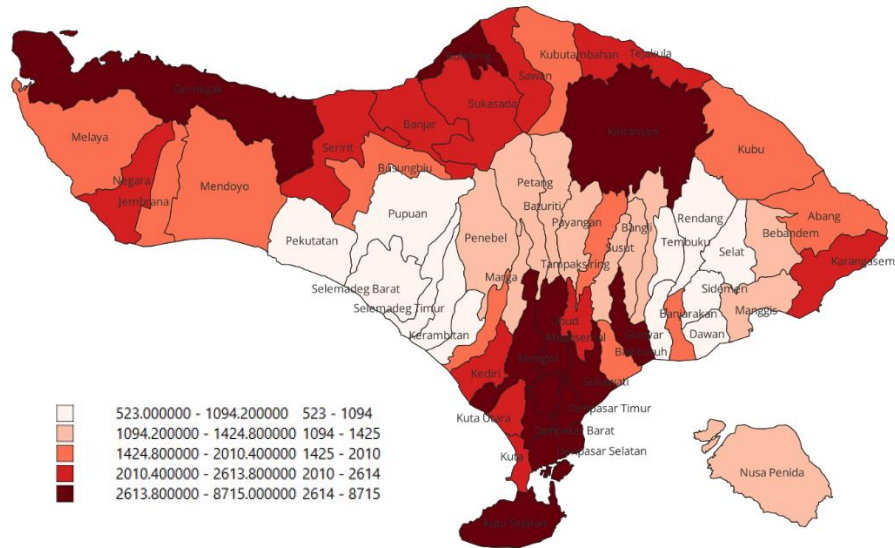 Buleleng
Kubutambahan
Tejakula
Sawan
Gerokgak
Sukasada
Banjar
Seririt
Kintamani
Melaya
Kubu
Busungbiu
Negara
Mendoyo
Petang
Jembrana
Baturiti
Pupuan
Payangan
Bangli
Rendang
Abang
Bebandem
Pekutatan
Penebel
Susut
Tembuku
Selat
Tampaksiring
Karangasem
Marga
Selemadeg Barat
Sidemen
Selemadeg Timur
Manggis
Banjarakan
Ubud
Kerambitan
Abiansemal
Gianyar
Dawan
Mengwi
Blahbatuh
Kediri
Sukawati
523.000000 - 1094.200000 523 - 1094
Kuta Utara
Denpasar Timur
1094.200000 - 1424.800000 1094 - 1425
Denpasar Barat
1424.800000 - 2010.400000 1425 - 2010
Kuta
Denpasar Selatan
2010.400000 - 2613.800000 2010 - 2614
Nusa Penida
2613.800000 - 8715.000000 2614 - 8715
Kuta Selatan